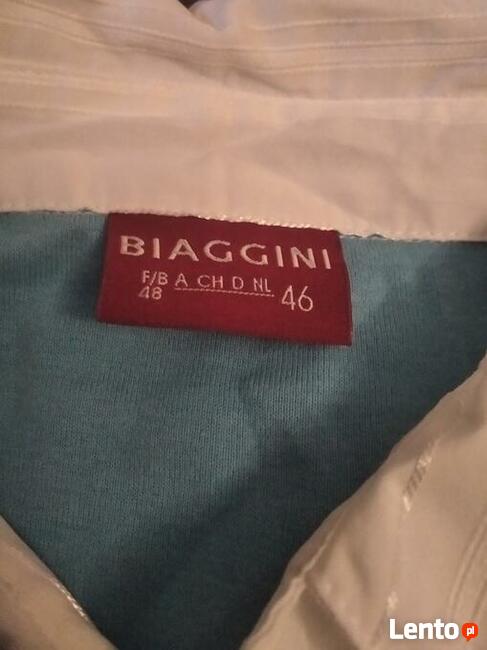 BIAGGINI
F/B A CH D NL
48 46
Lento pl